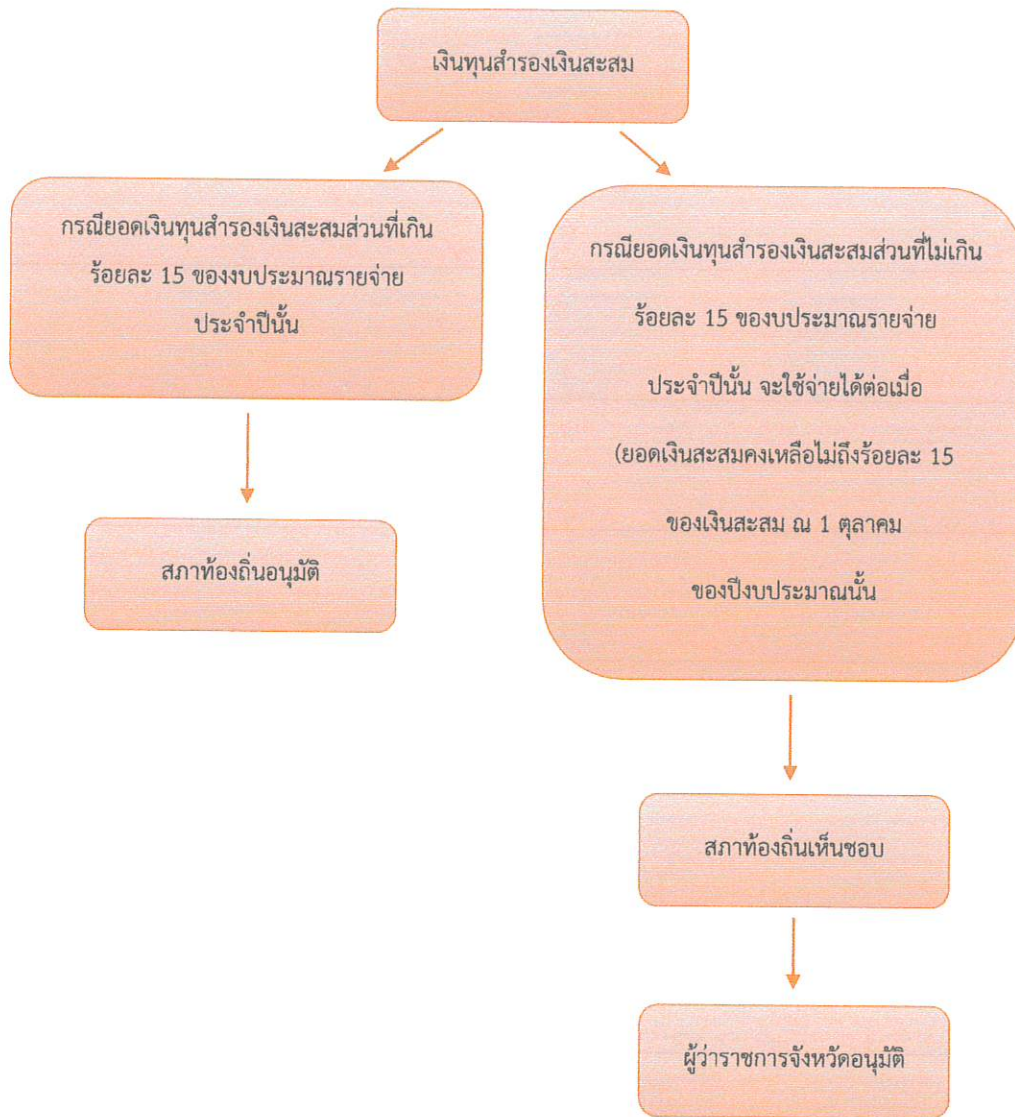 เงินทุนสำรองเงินสะสม
กรณียอดเงินทุนสำรองเงินสะสมส่วนที่เกิน
ร้อยละ 15 ของงบประมาณรายจ่าย
ประจำปีนั้น
สภาท้องถิ่นอนุมัติ
กรณียอดเงินทุนสำรองเงินสะสมส่วนที่ไม่เกิน
ร้อยละ 15 ของบประมาณรายจ่าย
ประจำปีนั้น จะใช้จ่ายได้ต่อเมื่อ
(ยอดเงินสะสมคงเหลือไม่ถึงร้อยละ 15
ของเงินสะสม ณ 1 ตุลาคม
ของปีงบประมาณนั้น
สภาท้องถิ่นเห็นชอบ
ผู้ว่าราชการจังหวัดอนุมัติ